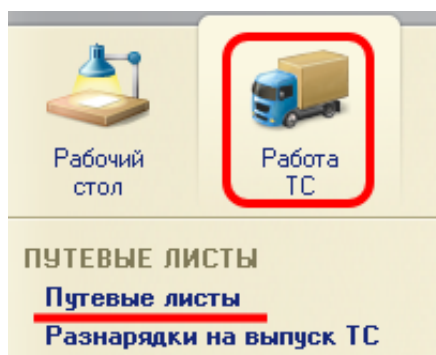 Рабочий
стол
Работа
ТС
ПУТЕВЫЕ ЛИСТЫ
Путевые листы
Разнарядки на выпуск ТС